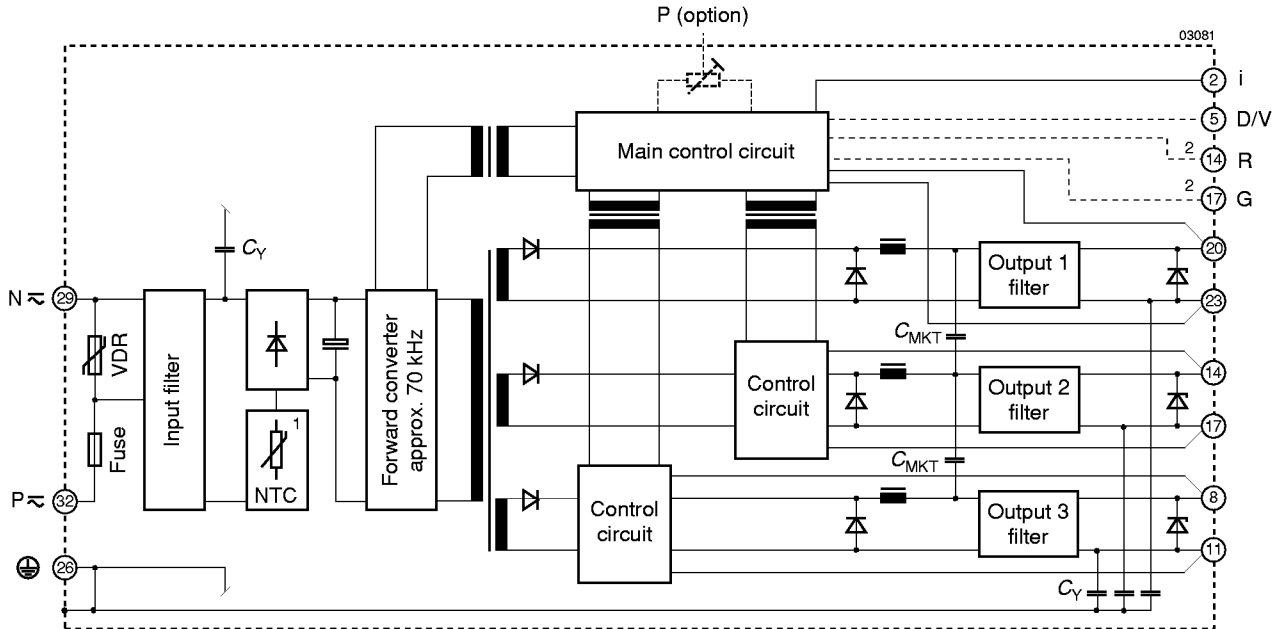 P (option)
03081
2 i
5 D/V
Main control circuit
2
14 R
2
17 G
20
C_Y
Output 1
filter
N 29
23
VDR
Input filter
Forward converter
approx. 70 kHz
C_MKT
Control
circuit
14
Output 2
filter
Fuse
1
NTC
17
C_MKT
P 32
8
Control
circuit
Output 3
filter
11
26
C_Y